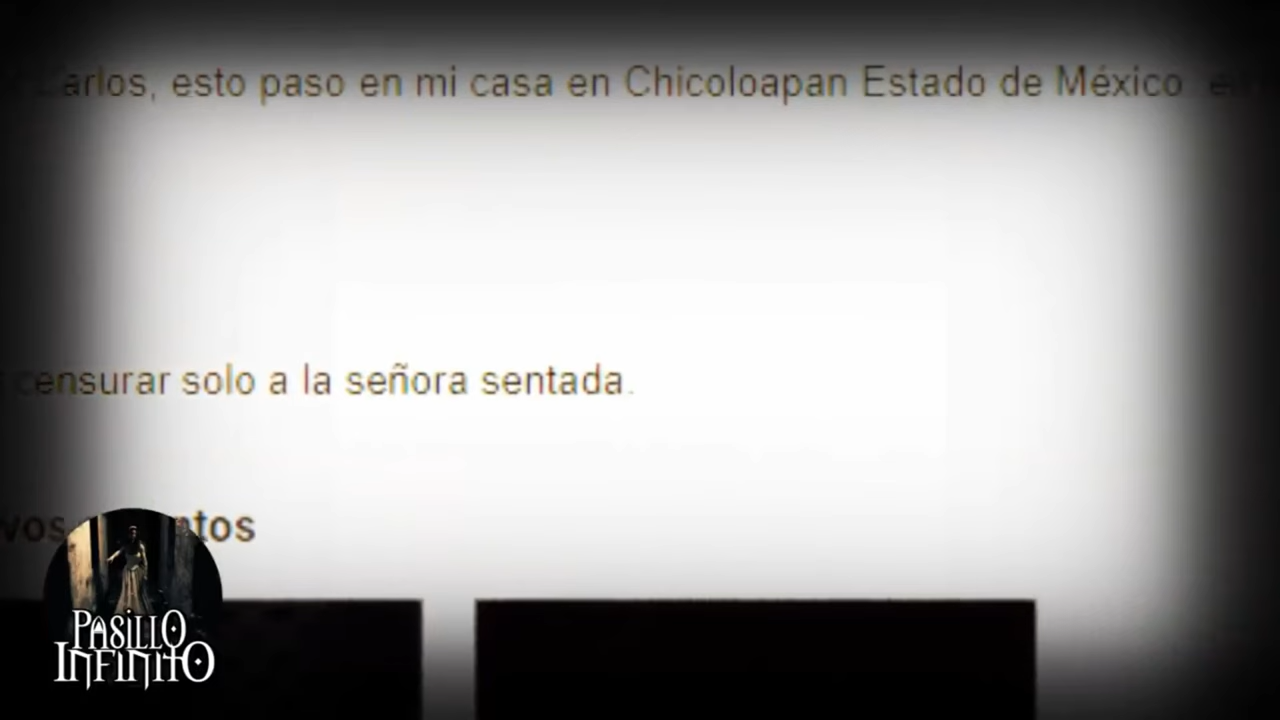 Carlos, esto paso en mi casa en Chicoloapan Estado de México
censurar solo a la señora sentada.
PASILLO
INFINITO